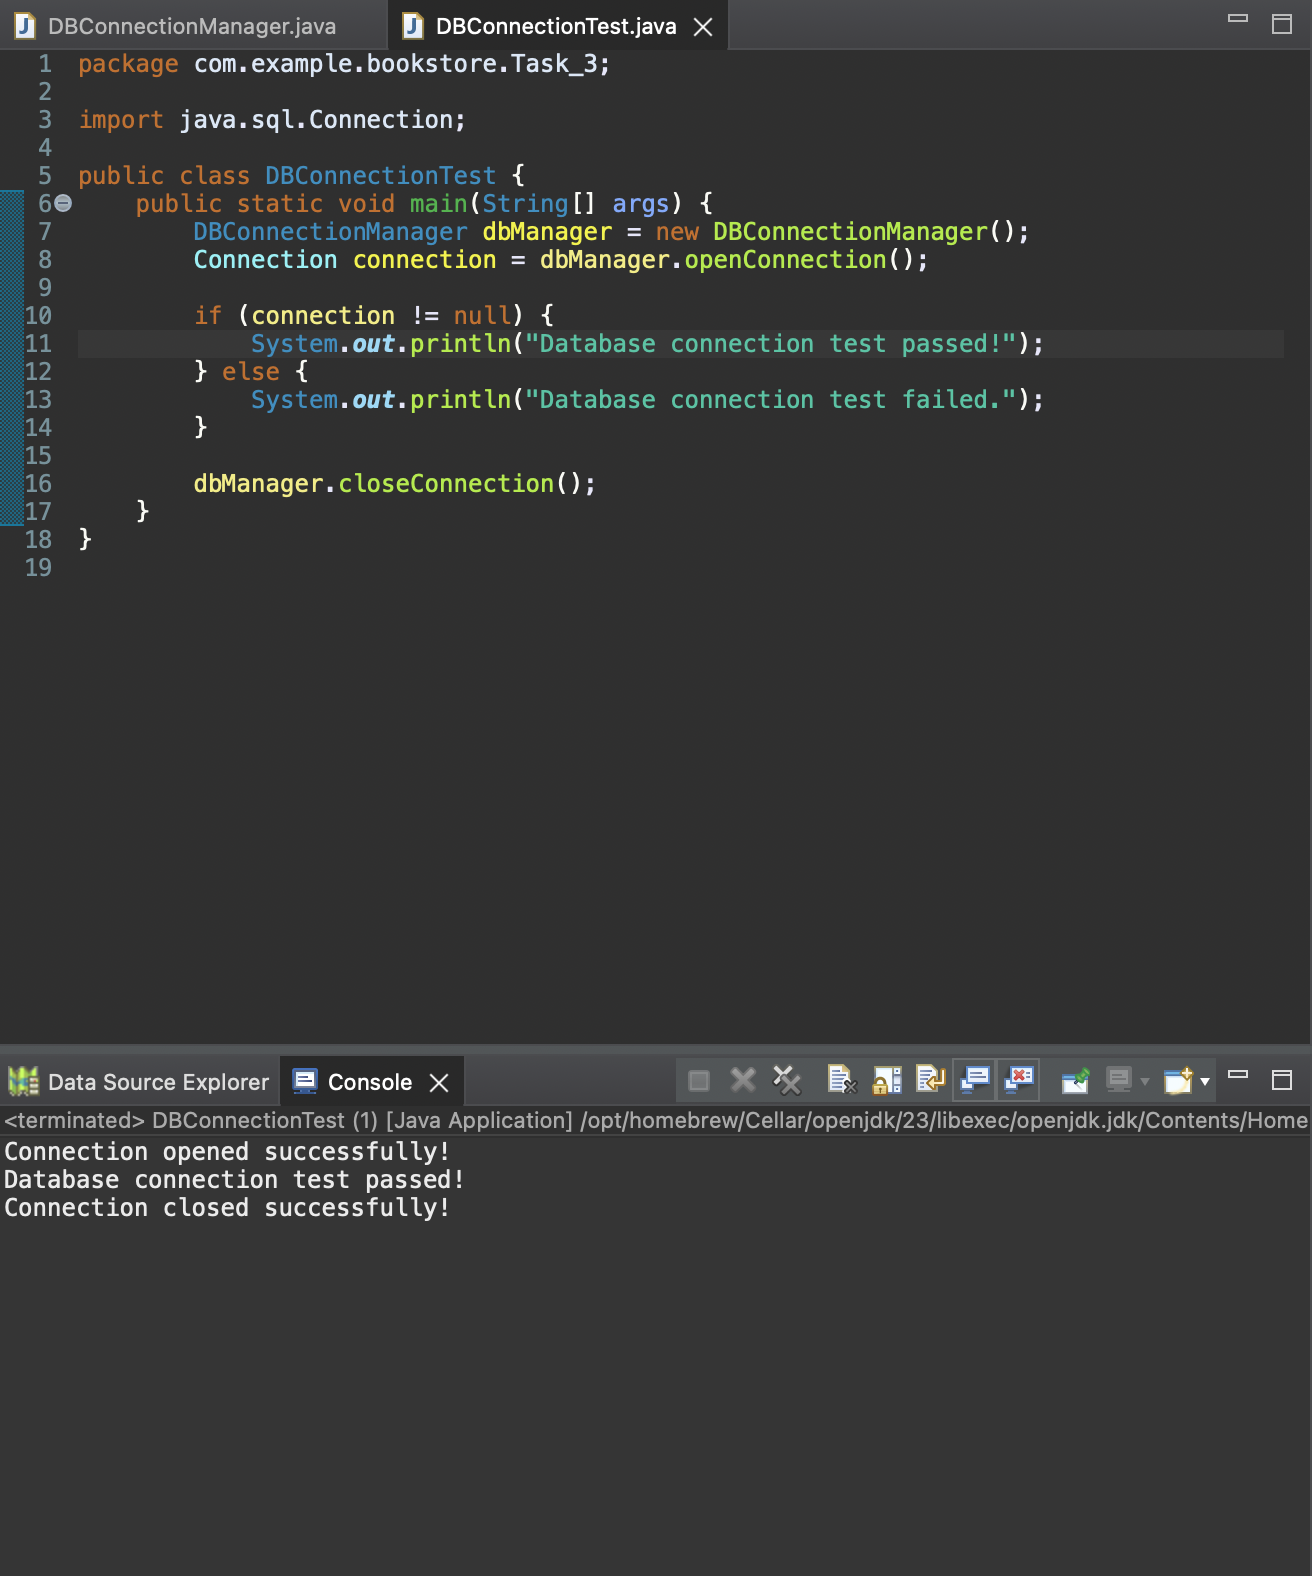 DBConnectionManager.java DBConnectionTest.java
1 package com.example.bookstore.Task_3;
2
3 import java.sql.Connection;
4
5 public class DBConnectionTest {
6 public static void main(String[] args) {
7 DBConnectionManager dbManager = new DBConnectionManager();
8 Connection connection = dbManager.openConnection();
9
10 if (connection != null) {
11 System.out.println("Database connection test passed!");
12 } else {
13 System.out.println("Database connection test failed.");
14 }
15
16 dbManager.closeConnection();
17 }
18 }
19
Data Source Explorer Console
<terminated> DBConnectionTest (1) [Java Application] /opt/homebrew/Cellar/openjdk/23/libexec/openjdk.jdk/Contents/Home
Connection opened successfully!
Database connection test passed!
Connection closed successfully!